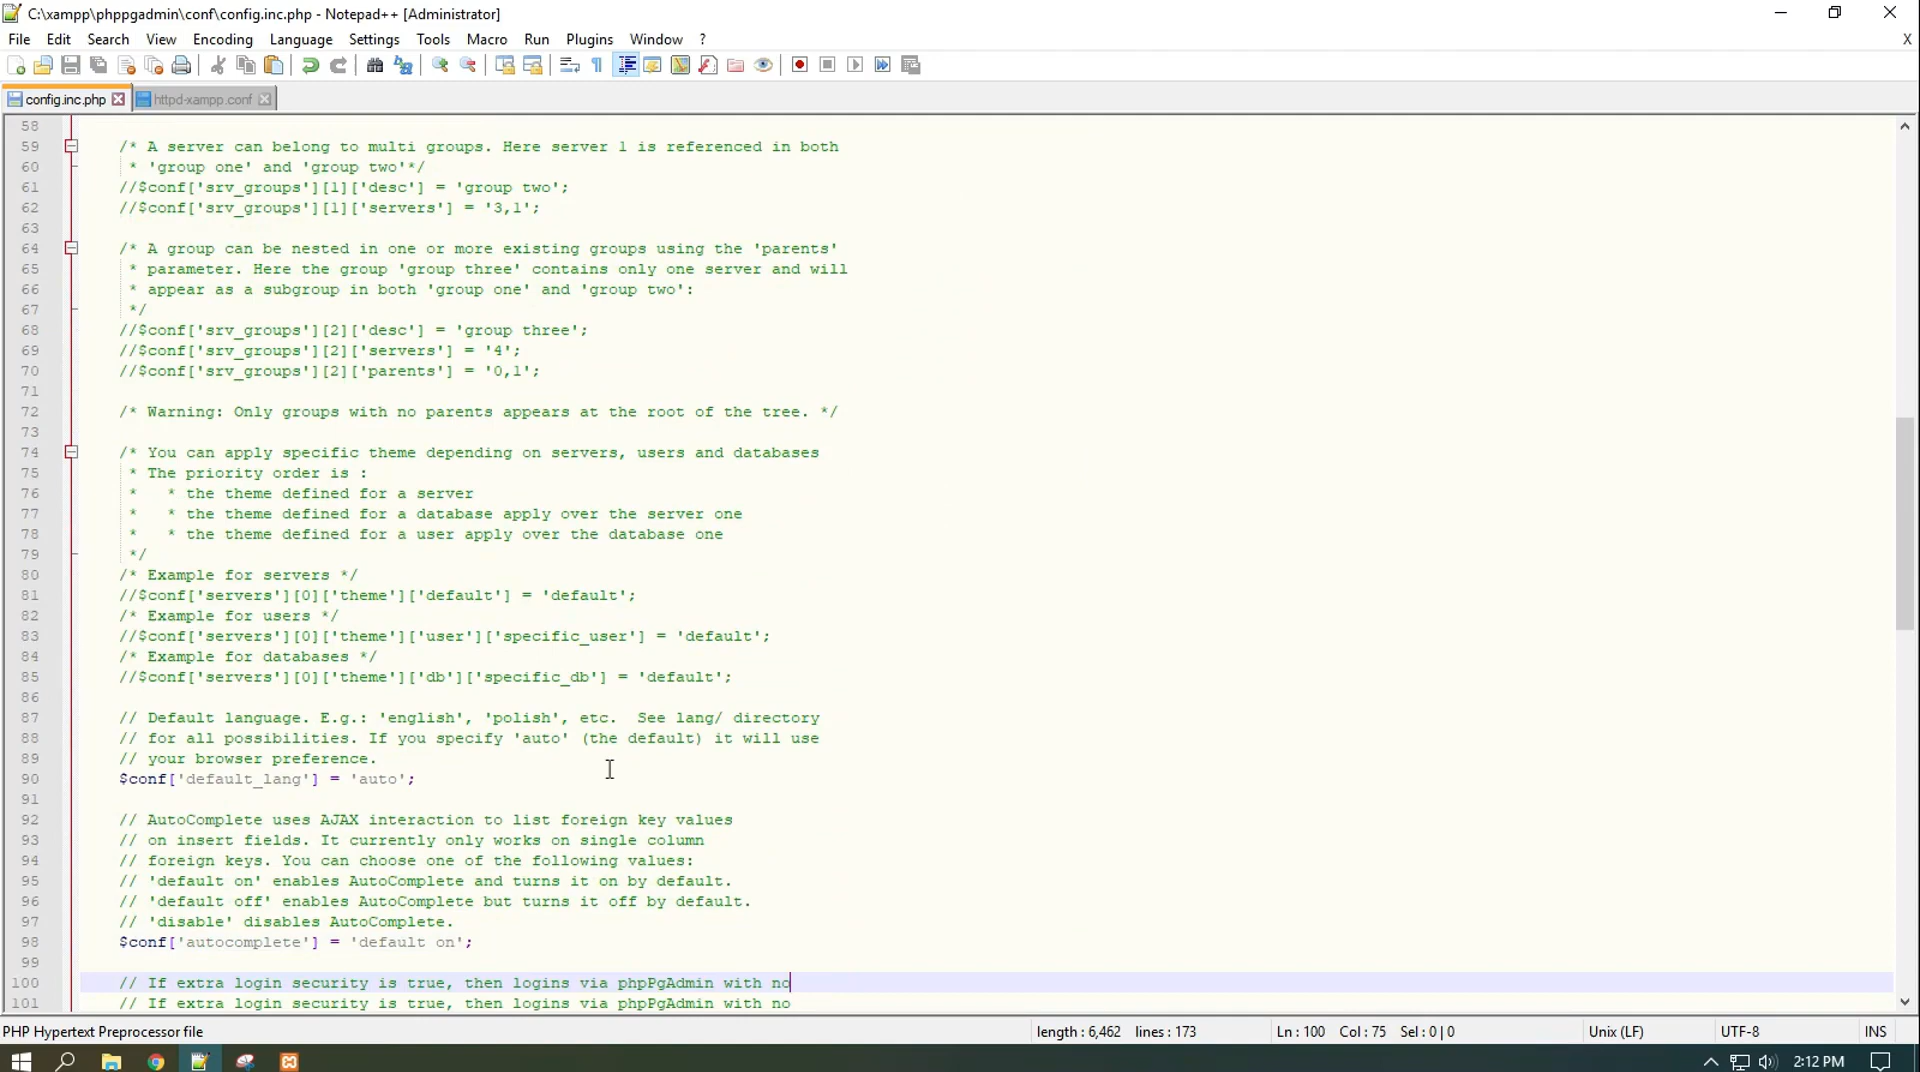 C:\xampp\phppgadmin\conf\config.inc.php - Notepad++ [Administrator]
File Edit Search View Encoding Language Settings Tools Macro Run Plugins Window ? X
config.inc.php httpd-xampp.conf
58
59 /* A server can belong to multi groups. Here server 1 is referenced in both
60 * 'group one' and 'group two'*/
61 //$conf['srv_groups'][1]['desc'] = 'group two';
62 //$conf['srv_groups'][1]['servers'] = '3,1';
63
64 /* A group can be nested in one or more existing groups using the 'parents'
65 * parameter. Here the group 'group three' contains only one server and will
66 * appear as a subgroup in both 'group one' and 'group two':
67 */
68 //$conf['srv_groups'][2]['desc'] = 'group three';
69 //$conf['srv_groups'][2]['servers'] = '4';
70 //$conf['srv_groups'][2]['parents'] = '0,1';
71
72 /* Warning: Only groups with no parents appears at the root of the tree. */
73
74 /* You can apply specific theme depending on servers, users and databases
75 * The priority order is :
76 * * the theme defined for a server
77 * * the theme defined for a database apply over the server one
78 * * the theme defined for a user apply over the database one
79 */
80 /* Example for servers */
81 //$conf['servers'][0]['theme']['default'] = 'default';
82 /* Example for users */
83 //$conf['servers'][0]['theme']['user']['specific_user'] = 'default';
84 /* Example for databases */
85 //$conf['servers'][0]['theme']['db']['specific_db'] = 'default';
86
87 // Default language. E.g.: 'english', 'polish', etc. See lang/ directory
88 // for all possibilities. If you specify 'auto' (the default) it will use
89 // your browser preference.
90 $conf['default_lang'] = 'auto';
91
92 // AutoComplete uses AJAX interaction to list foreign key values
93 // on insert fields. It currently only works on single column
94 // foreign keys. You can choose one of the following values:
95 // 'default on' enables AutoComplete and turns it on by default.
96 // 'default off' enables AutoComplete but turns it off by default.
97 // 'disable' disables AutoComplete.
98 $conf['autocomplete'] = 'default on';
99
100 // If extra login security is true, then logins via phpPgAdmin with no
101 // If extra login security is true, then logins via phpPgAdmin with no
PHP Hypertext Preprocessor file length : 6,462 lines : 173 Ln : 100 Col : 75 Sel : 0 | 0 Unix (LF) UTF-8 INS
2:12 PM